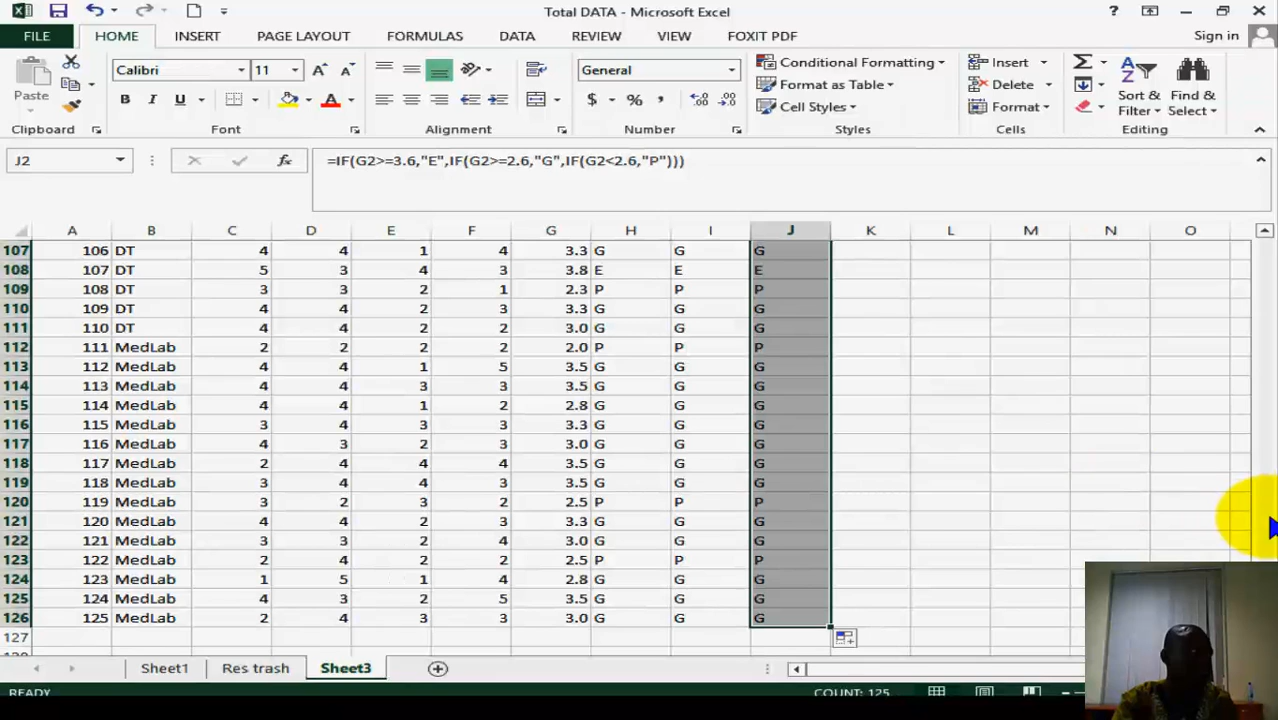 Total DATA - Microsoft Excel
?
FILE HOME INSERT PAGE LAYOUT FORMULAS DATA REVIEW VIEW FOXIT PDF Sign in
Paste
Calibri 11
General
Conditional Formatting
Format as Table
Cell Styles
Insert
Delete
Format
Sort & Filter
Find & Select
Clipboard Font Alignment Number Styles Cells Editing
J2 =IF(G2>=3.6,"E",IF(G2>=2.6,"G",IF(G2<2.6,"P")))
A B C D E F G H I J K L M N O
107 106 DT 4 4 1 4 3.3 G G G
108 107 DT 5 3 4 3 3.8 E E E
109 108 DT 3 3 2 1 2.3 P P P
110 109 DT 4 4 2 3 3.3 G G G
111 110 DT 4 4 2 2 3.0 G G G
112 111 MedLab 2 2 2 2 2.0 P P P
113 112 MedLab 4 4 1 5 3.5 G G G
114 113 MedLab 4 4 3 3 3.5 G G G
115 114 MedLab 4 4 1 2 2.8 G G G
116 115 MedLab 3 4 3 3 3.3 G G G
117 116 MedLab 4 3 2 3 3.0 G G G
118 117 MedLab 2 4 4 4 3.5 G G G
119 118 MedLab 3 4 4 3 3.5 G G G
120 119 MedLab 3 2 3 2 2.5 P P P
121 120 MedLab 4 4 2 3 3.3 G G G
122 121 MedLab 3 3 2 4 3.0 G G G
123 122 MedLab 2 4 2 2 2.5 P P P
124 123 MedLab 1 5 1 4 2.8 G G G
125 124 MedLab 4 3 2 5 3.5 G G G
126 125 MedLab 2 4 3 3 3.0 G G G
127
Sheet1 Res trash Sheet3
READY COUNT: 125